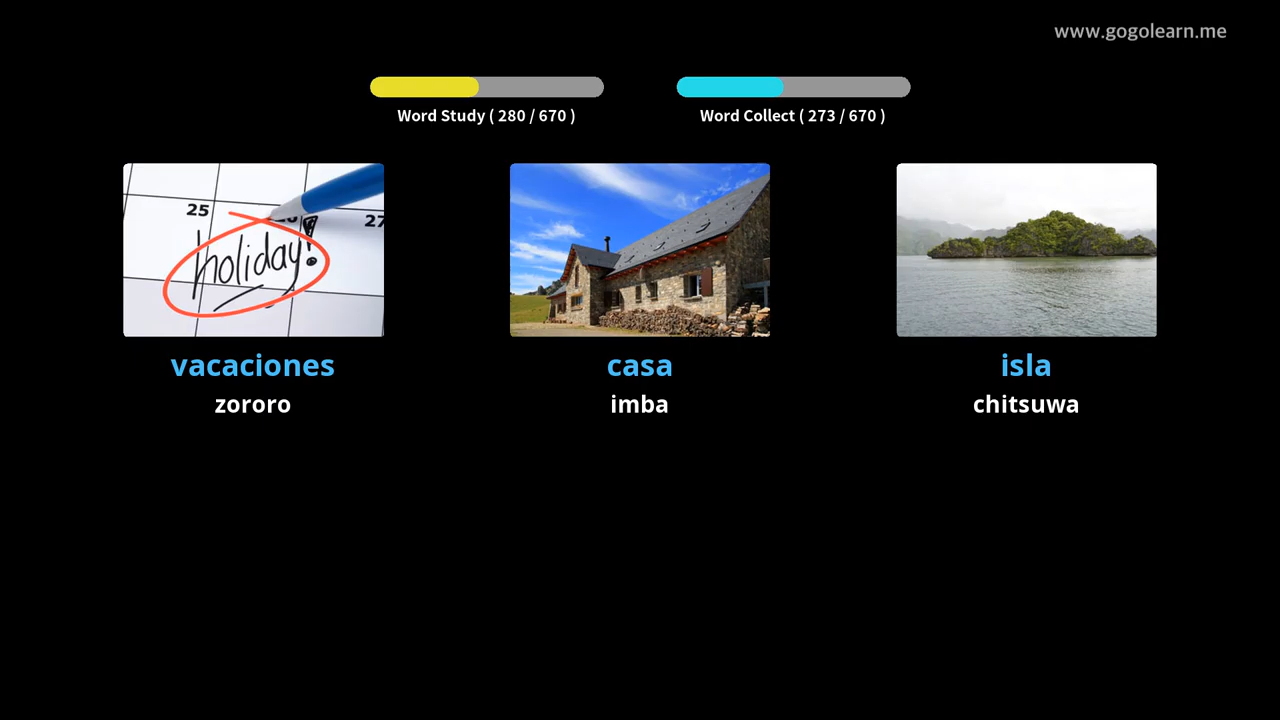 www.gogolearn.me
Word Study ( 280 / 670 )
Word Collect ( 273 / 670 )
25
27
holiday!
vacaciones
casa
isla
zororo
imba
chitsuwa